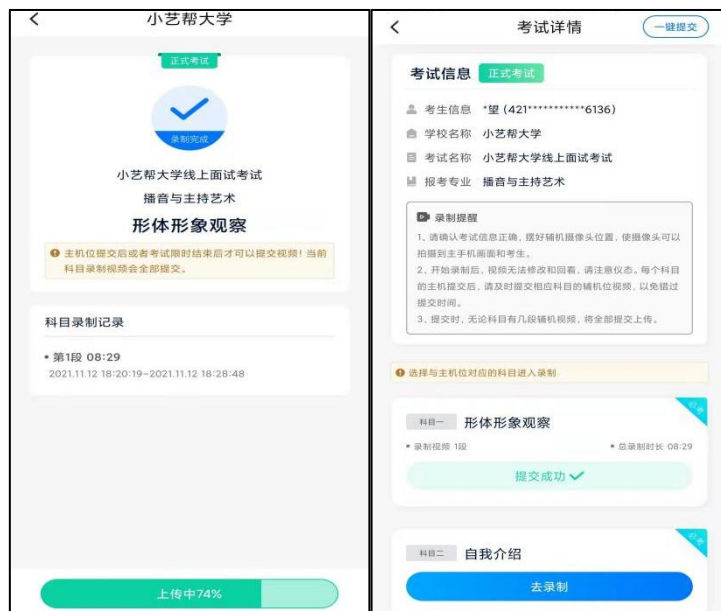 小艺帮大学
正式考试
录制完成
小艺帮大学线上面试考试
播音与主持艺术
形体形象观察
主机位提交后或者考试限时结束后才可以提交视频!当前
科目录制视频会全部提交。
科目录制记录
• 第1段 08:29
2021.11.12 18:20:19-2021.11.12 18:28:48
上传中74%
考试详情
一键提交
考试信息 正式考试
考生信息 *望 (421***********6136)
学校名称 小艺帮大学
考试名称 小艺帮大学线上面试考试
报考专业 播音与主持艺术
录制提醒
1、请确认考试信息正确,摆好辅机摄像头位置,使摄像头可以
拍摄到主手机画面和考生。
2、开始录制后,视频无法修改和回看,请注意仪态。每个科目
的主机提交后,请及时提交相应科目的辅机位视频,以免错过
提交时间。
3、提交时,无论科目有几段辅机视频,将全部提交上传。
选择与主机位对应的科目进入录制
必考
科目一 形体形象观察
• 录制视频 1段 • 总录制时长 08:29
提交成功
必考
科目二 自我介绍
去录制